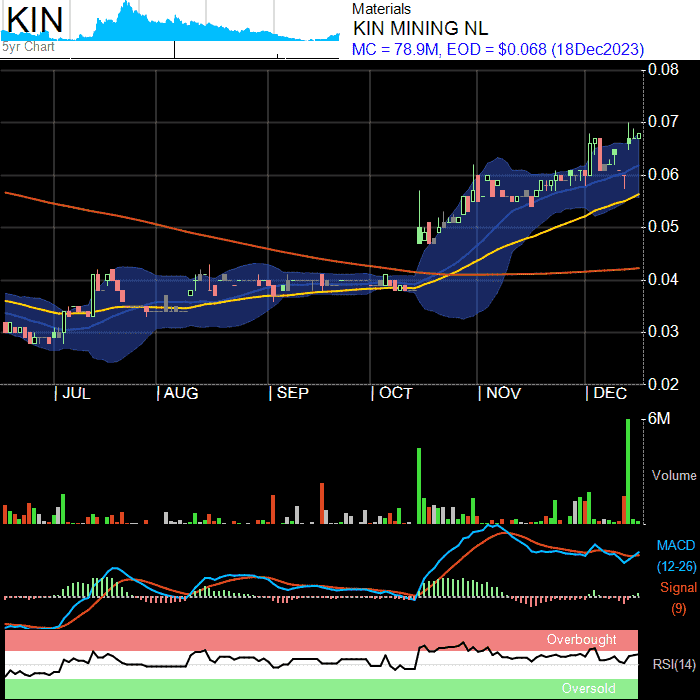 KIN
5yr Chart
Materials
KIN MINING NL
MC = 78.9M, EOD = $0.068 (18Dec2023)
0.08
0.07
0.06
0.05
0.04
0.03
0.02
JUL AUG SEP OCT NOV DEC
6M
Volume
MACD
(12-26)
Signal
(9)
Overbought
RSI(14)
Oversold